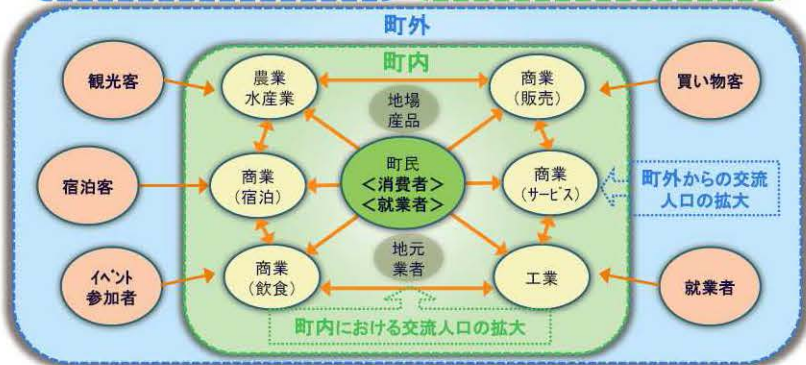 町外
町内
観光客
農業
水産業
地場
産品
商業
(販売)
買い物客
宿泊客
商業
(宿泊)
町民
<消費者>
<就業者>
商業
(サービス)
町外からの交流
人口の拡大
イベント
参加者
商業
(飲食)
地元
業者
工業
就業者
町内における交流人口の拡大